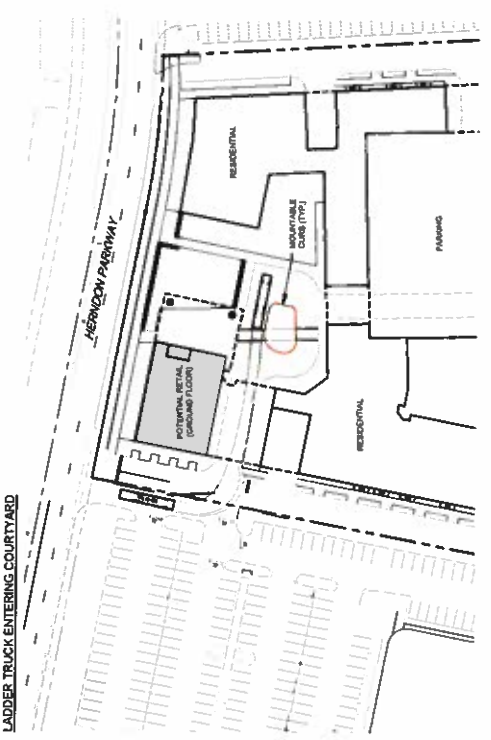 LADDER TRUCK ENTERING COURTYARD
HERNDON PARKWAY
RESIDENTIAL
MOUNTABLE
CURB (TYP.)
POTENTIAL RETAIL
(GROUND FLOOR)
PARKING
RESIDENTIAL